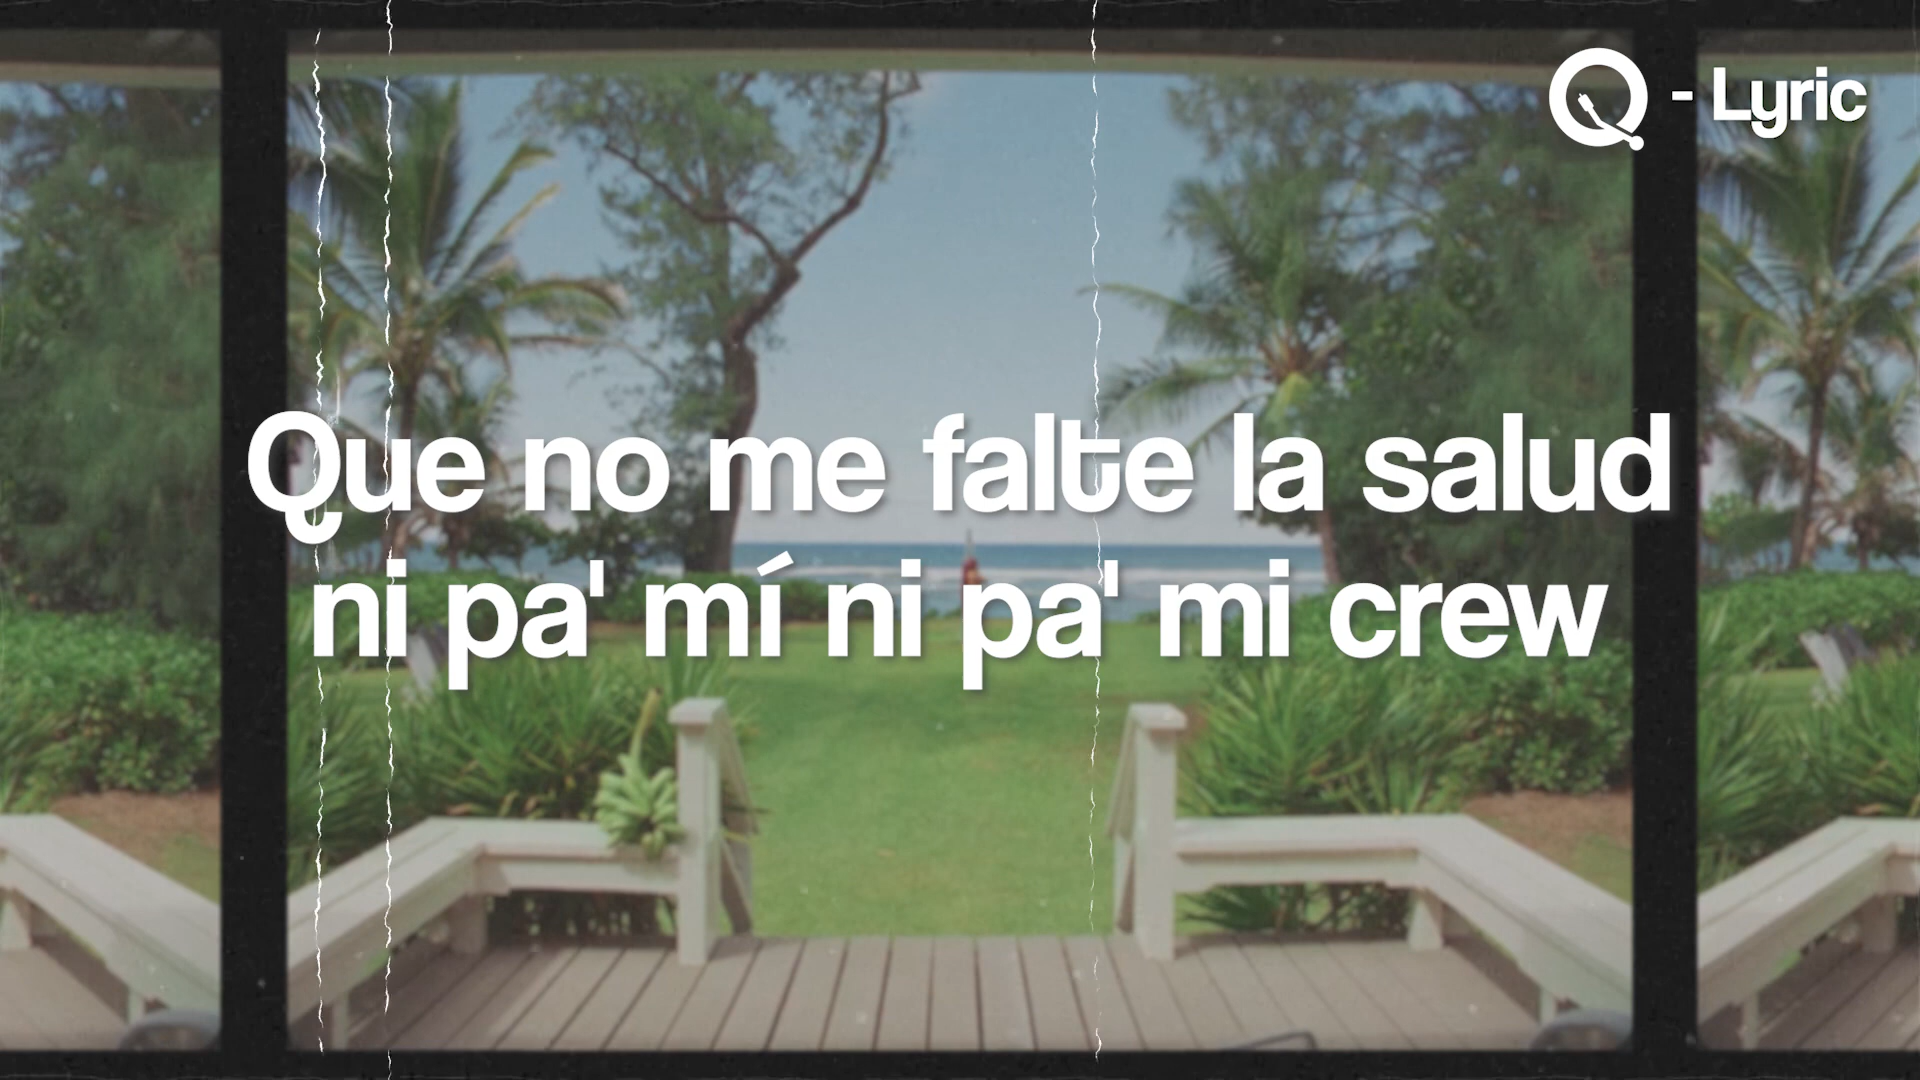 Q - Lyric
Que no me falte la salud
ni pa' mí ni pa' mi crew